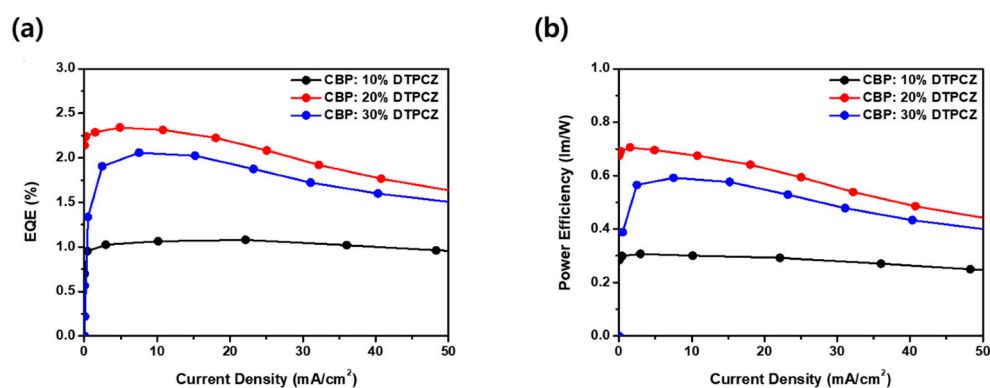 (a)
(b)
3.0
2.5
2.0
1.5
1.0
0.5
0.0
EQE (%)
CBP: 10% DTPCZ
CBP: 20% DTPCZ
CBP: 30% DTPCZ
0 10 20 30 40 50
Current Density (mA/cm²)
1.0
0.8
0.6
0.4
0.2
0.0
Power Efficiency (lm/W)
CBP: 10% DTPCZ
CBP: 20% DTPCZ
CBP: 30% DTPCZ
0 10 20 30 40 50
Current Density (mA/cm²)